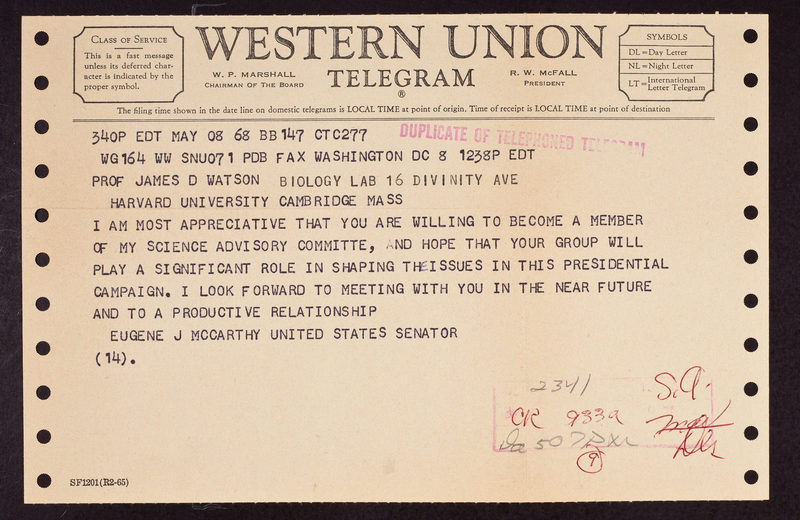 CLASS OF SERVICE
This is a fast message
unless its deferred char-
acter is indicated by the
proper symbol.
WESTERN UNION
TELEGRAM
®
W. P. MARSHALL
CHAIRMAN OF THE BOARD
R. W. McFALL
PRESIDENT
SYMBOLS
DL=Day Letter
NL=Night Letter
LT=International Letter Telegram
The filing time shown in the date line on domestic telegrams is LOCAL TIME at point of origin. Time of receipt is LOCAL TIME at point of destination
340P EDT MAY 08 68 BB147 CTC277
DUPLICATE OF TELEPHONED TELEGRAM
WG164 WW SNU071 PDB FAX WASHINGTON DC 8 1238P EDT
PROF JAMES D WATSON BIOLOGY LAB 16 DIVINITY AVE
HARVARD UNIVERSITY CAMBRIDGE MASS
I AM MOST APPRECIATIVE THAT YOU ARE WILLING TO BECOME A MEMBER
OF MY SCIENCE ADVISORY COMMITTE, AND HOPE THAT YOUR GROUP WILL
PLAY A SIGNIFICANT ROLE IN SHAPING THEISSUES IN THIS PRESIDENTIAL
CAMPAIGN. I LOOK FORWARD TO MEETING WITH YOU IN THE NEAR FUTURE
AND TO A PRODUCTIVE RELATIONSHIP
EUGENE J MCCARTHY UNITED STATES SENATOR
(14).
2341
CR 933a
507
9
SF1201(R2-65)